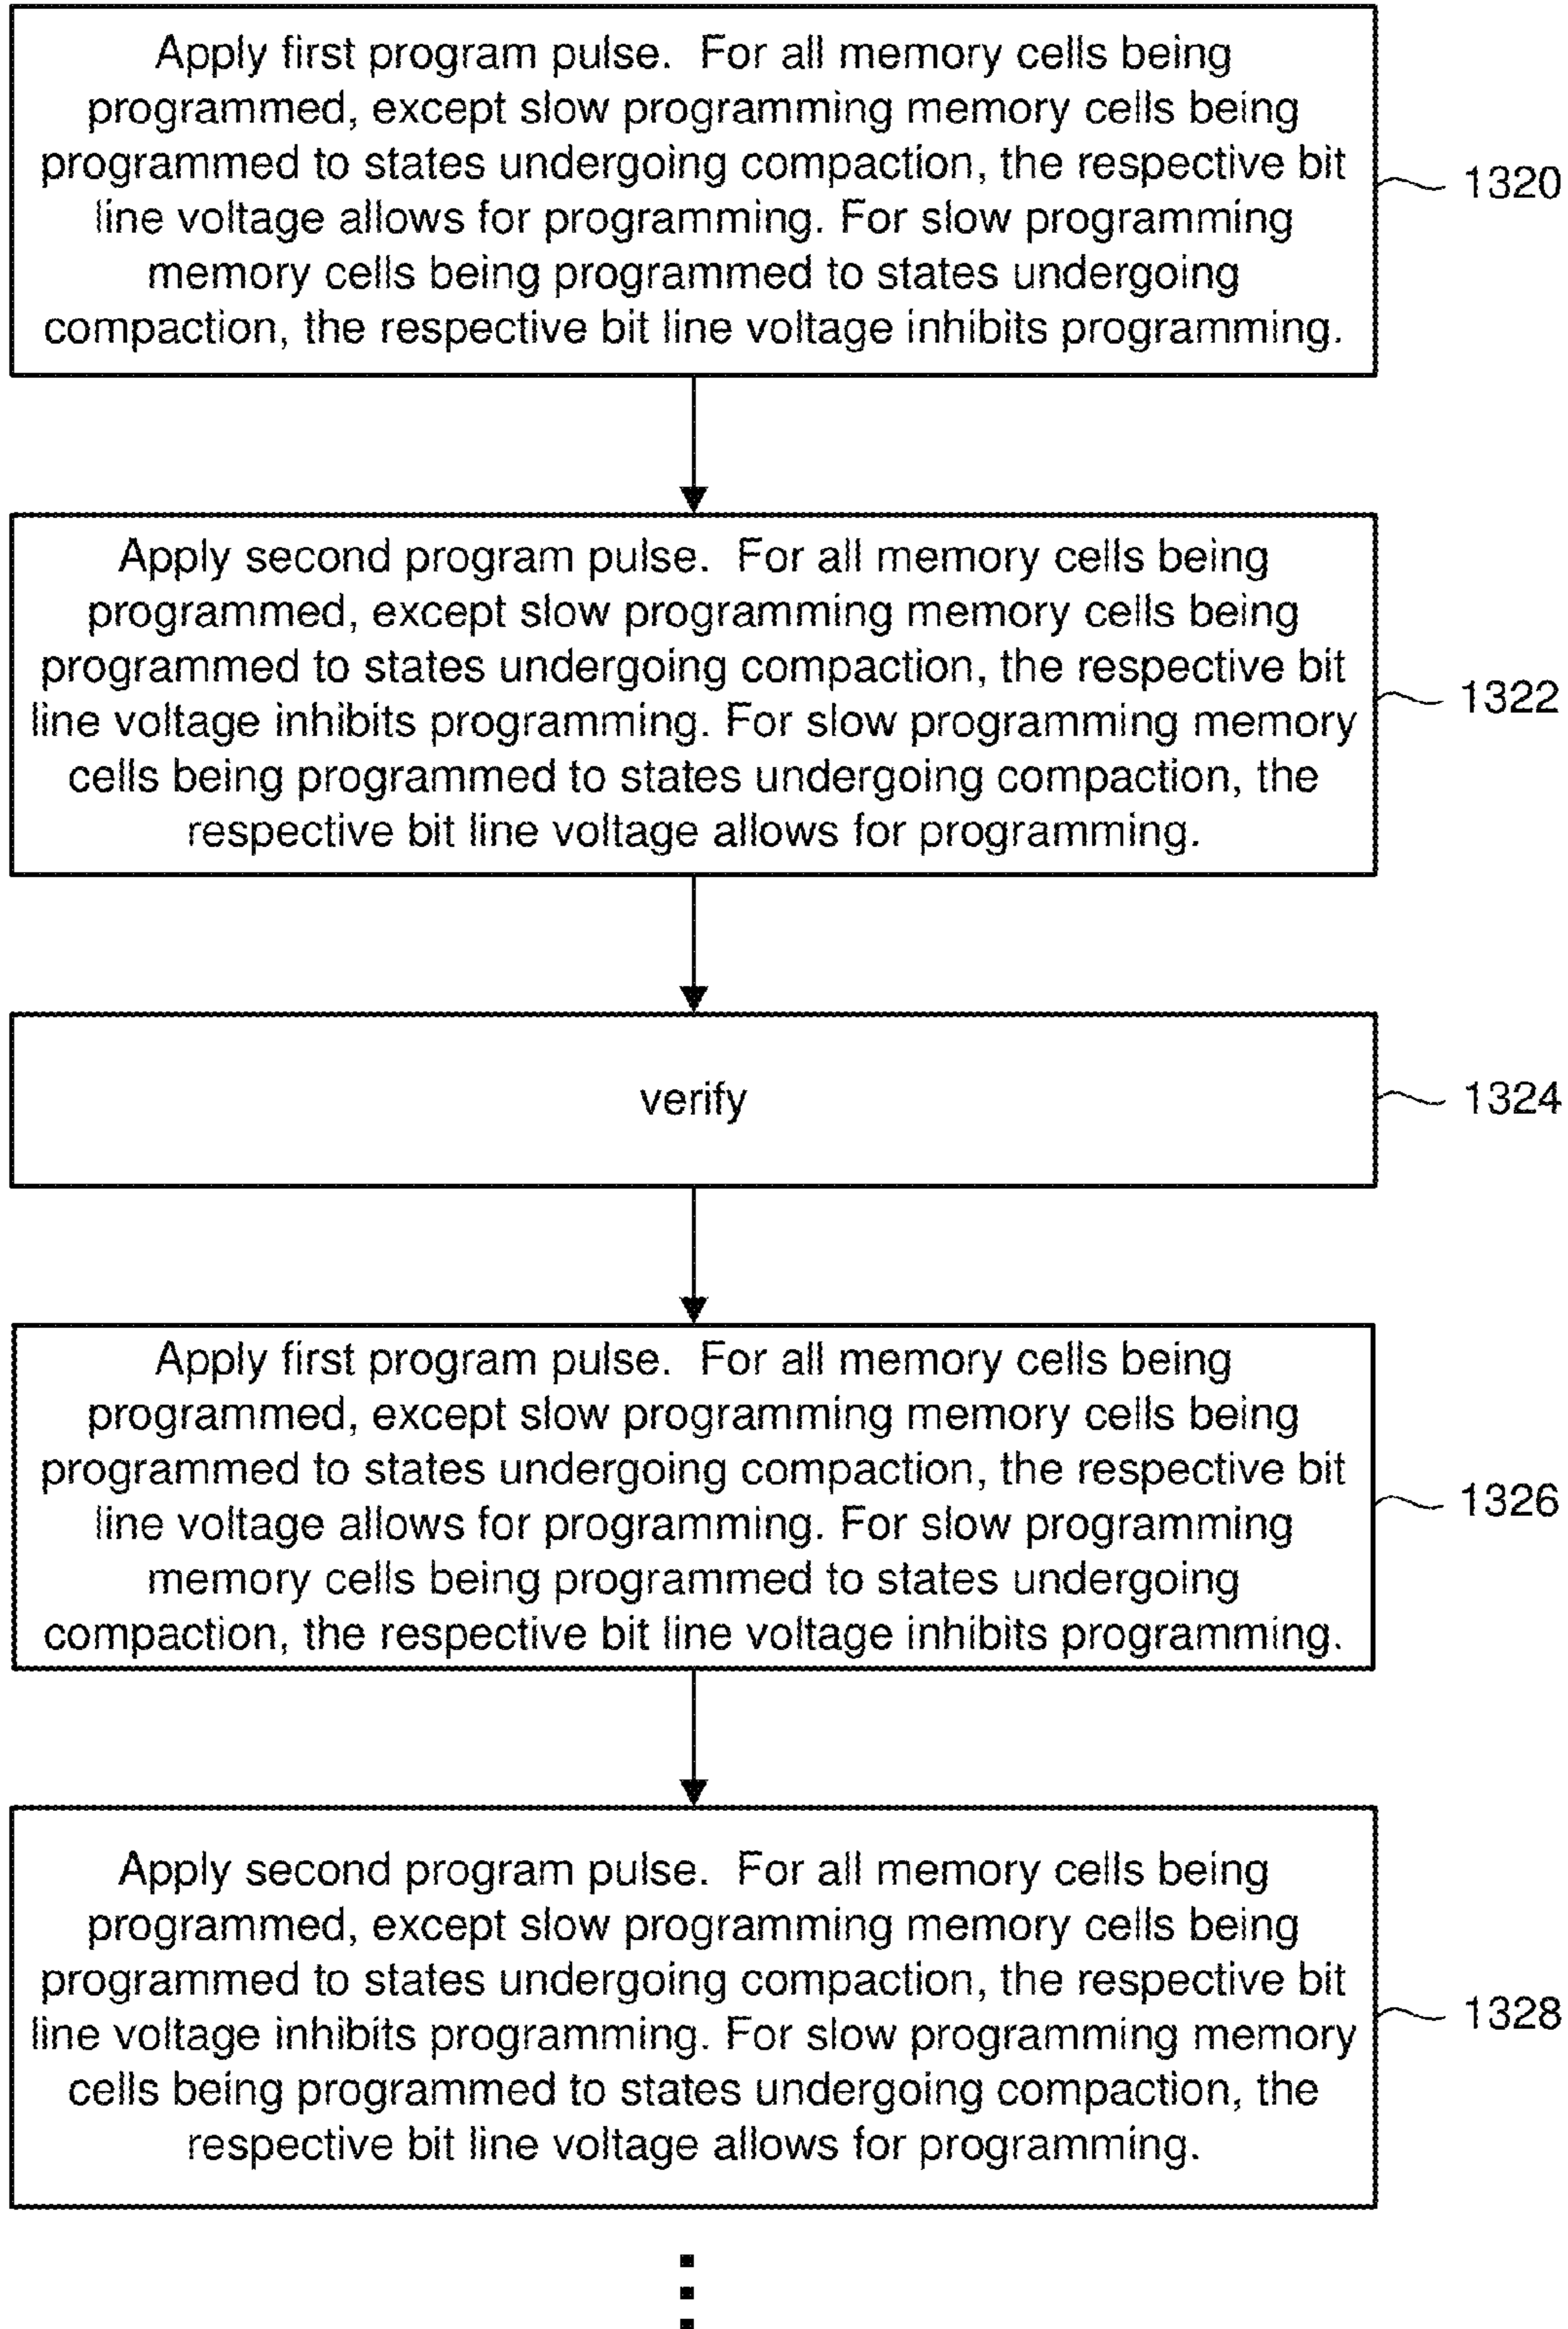 Apply first program pulse.  For all memory cells being
programmed, except slow programming memory cells being
programmed to states undergoing compaction, the respective bit
line voltage allows for programming. For slow programming
memory cells being programmed to states undergoing
compaction, the respective bit line voltage inhibits programming.
1320
Apply second program pulse.  For all memory cells being
programmed, except slow programming memory cells being
programmed to states undergoing compaction, the respective bit
line voltage inhibits programming. For slow programming memory
cells being programmed to states undergoing compaction, the
respective bit line voltage allows for programming.
1322
verify
1324
Apply first program pulse.  For all memory cells being
programmed, except slow programming memory cells being
programmed to states undergoing compaction, the respective bit
line voltage allows for programming. For slow programming
memory cells being programmed to states undergoing
compaction, the respective bit line voltage inhibits programming.
1326
Apply second program pulse.  For all memory cells being
programmed, except slow programming memory cells being
programmed to states undergoing compaction, the respective bit
line voltage inhibits programming. For slow programming memory
cells being programmed to states undergoing compaction, the
respective bit line voltage allows for programming.
1328